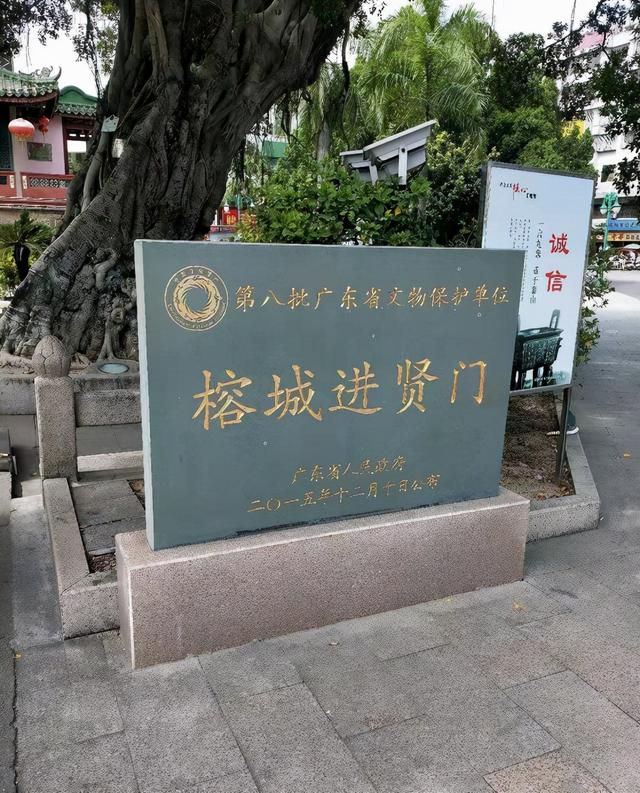 第八批广东省文物保护单位
榕城进贤门
广东省人民政府
二〇一五年十二月十日公布
诚
信